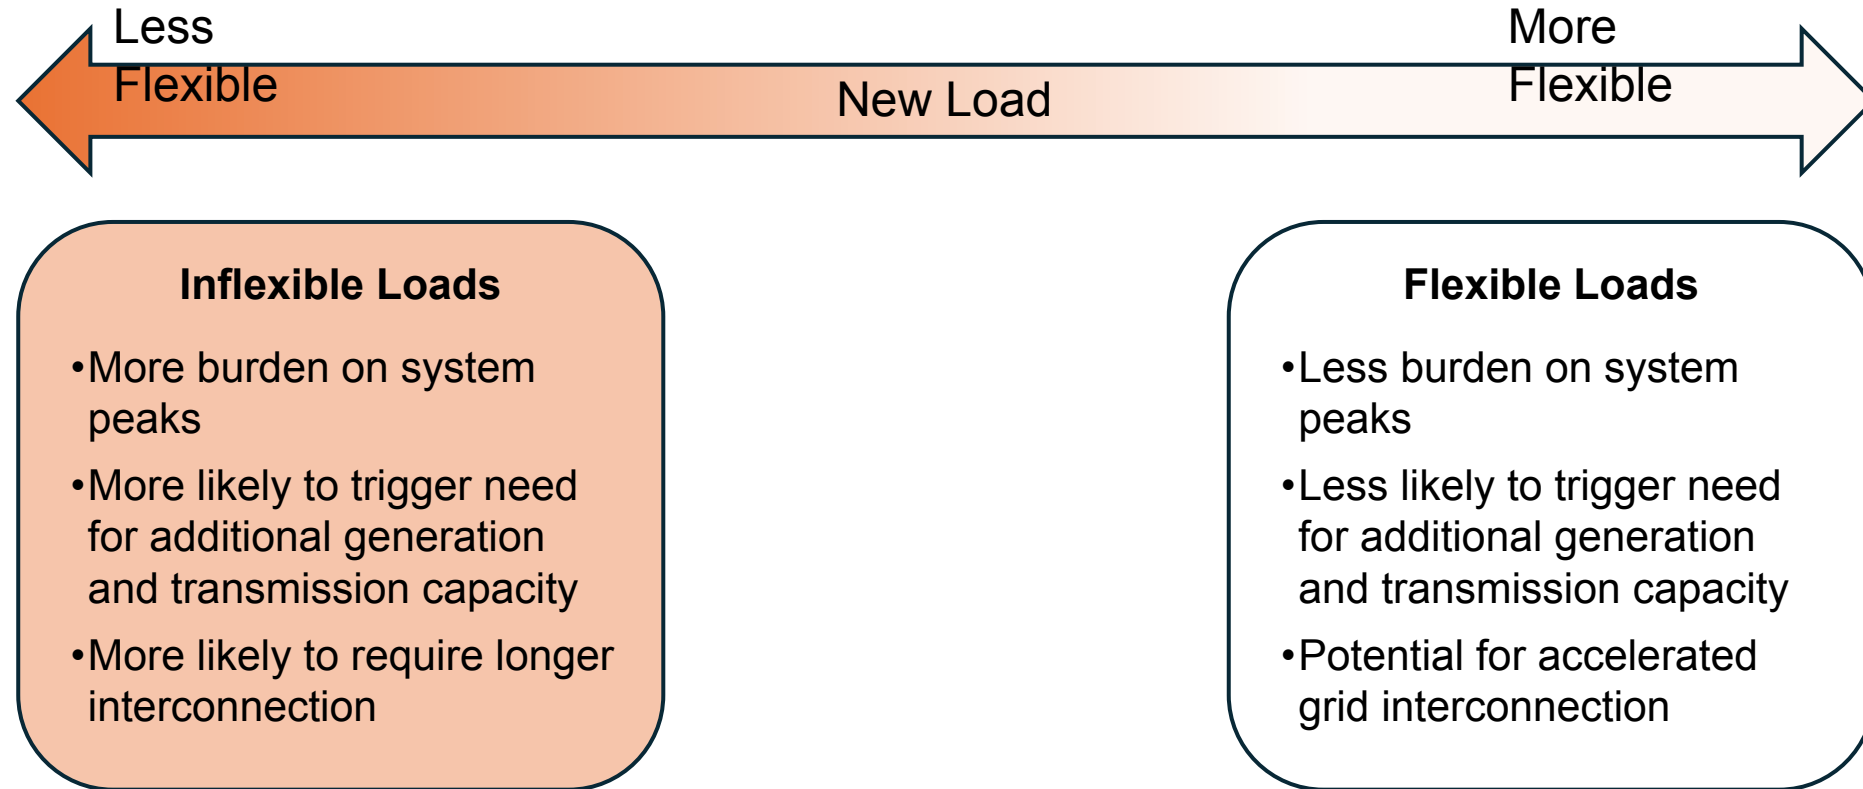 Less
Flexible
New Load
More
Flexible
Inflexible Loads
•More burden on system
peaks
•More likely to trigger need
for additional generation
and transmission capacity
•More likely to require longer
interconnection
Flexible Loads
•Less burden on system
peaks
•Less likely to trigger need
for additional generation
and transmission capacity
•Potential for accelerated
grid interconnection